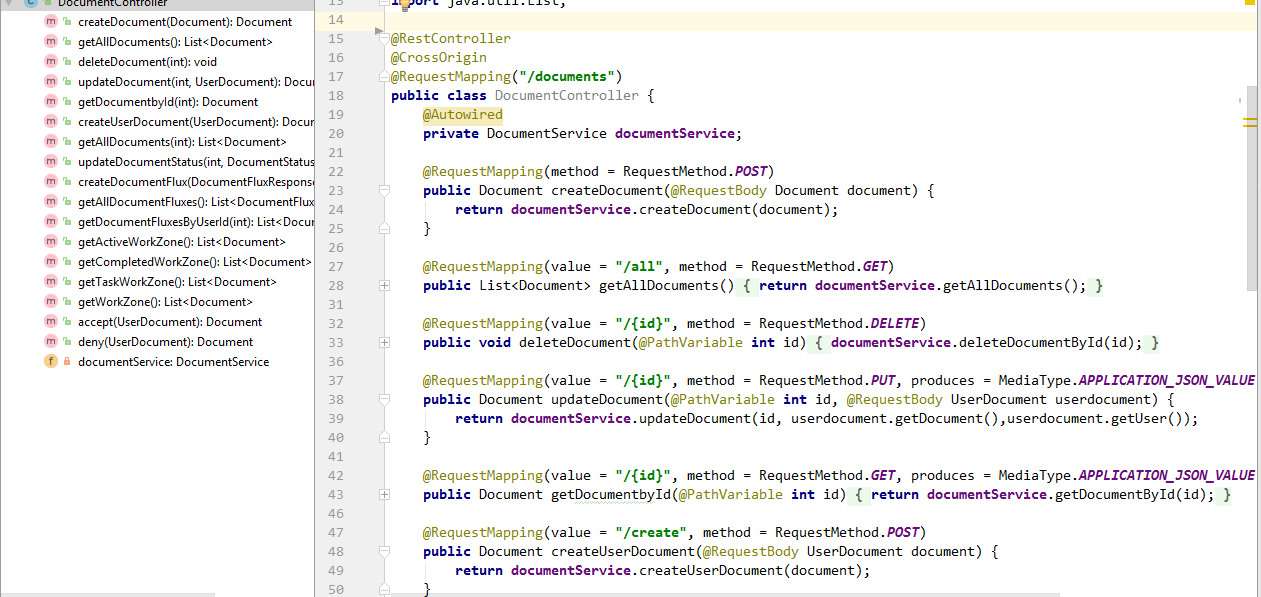 DocumentController
createDocument(Document): Document
getAllDocuments(): List<Document>
deleteDocument(int): void
updateDocument(int, UserDocument): Docu
getDocumentbyId(int): Document
createUserDocument(UserDocument): Docur
getAllDocuments(int): List<Document>
updateDocumentStatus(int, DocumentStatus
createDocumentFlux(DocumentFluxResponse
getAllDocumentFluxes(): List<DocumentFlux
getDocumentFluxesByUserId(int): List<Docur
getActiveWorkZone(): List<Document>
getCompletedWorkZone(): List<Document>
getTaskWorkZone(): List<Document>
getWorkZone(): List<Document>
accept(UserDocument): Document
deny(UserDocument): Document
documentService: DocumentService
13 import java.util.List;
14
15 @RestController
16 @CrossOrigin
17 @RequestMapping("/documents")
18 public class DocumentController {
19 @Autowired
20 private DocumentService documentService;
21
22 @RequestMapping(method = RequestMethod.POST)
23 public Document createDocument(@RequestBody Document document) {
24 return documentService.createDocument(document);
25 }
26
27 @RequestMapping(value = "/all", method = RequestMethod.GET)
28 public List<Document> getAllDocuments() { return documentService.getAllDocuments(); }
31
32 @RequestMapping(value = "/{id}", method = RequestMethod.DELETE)
33 public void deleteDocument(@PathVariable int id) { documentService.deleteDocumentById(id); }
36
37 @RequestMapping(value = "/{id}", method = RequestMethod.PUT, produces = MediaType.APPLICATION_JSON_VALUE
38 public Document updateDocument(@PathVariable int id, @RequestBody UserDocument userdocument) {
39 return documentService.updateDocument(id, userdocument.getDocument(),userdocument.getUser());
40 }
41
42 @RequestMapping(value = "/{id}", method = RequestMethod.GET, produces = MediaType.APPLICATION_JSON_VALUE
43 public Document getDocumentbyId(@PathVariable int id) { return documentService.getDocumentById(id); }
46
47 @RequestMapping(value = "/create", method = RequestMethod.POST)
48 public Document createUserDocument(@RequestBody UserDocument document) {
49 return documentService.createUserDocument(document);
50 }